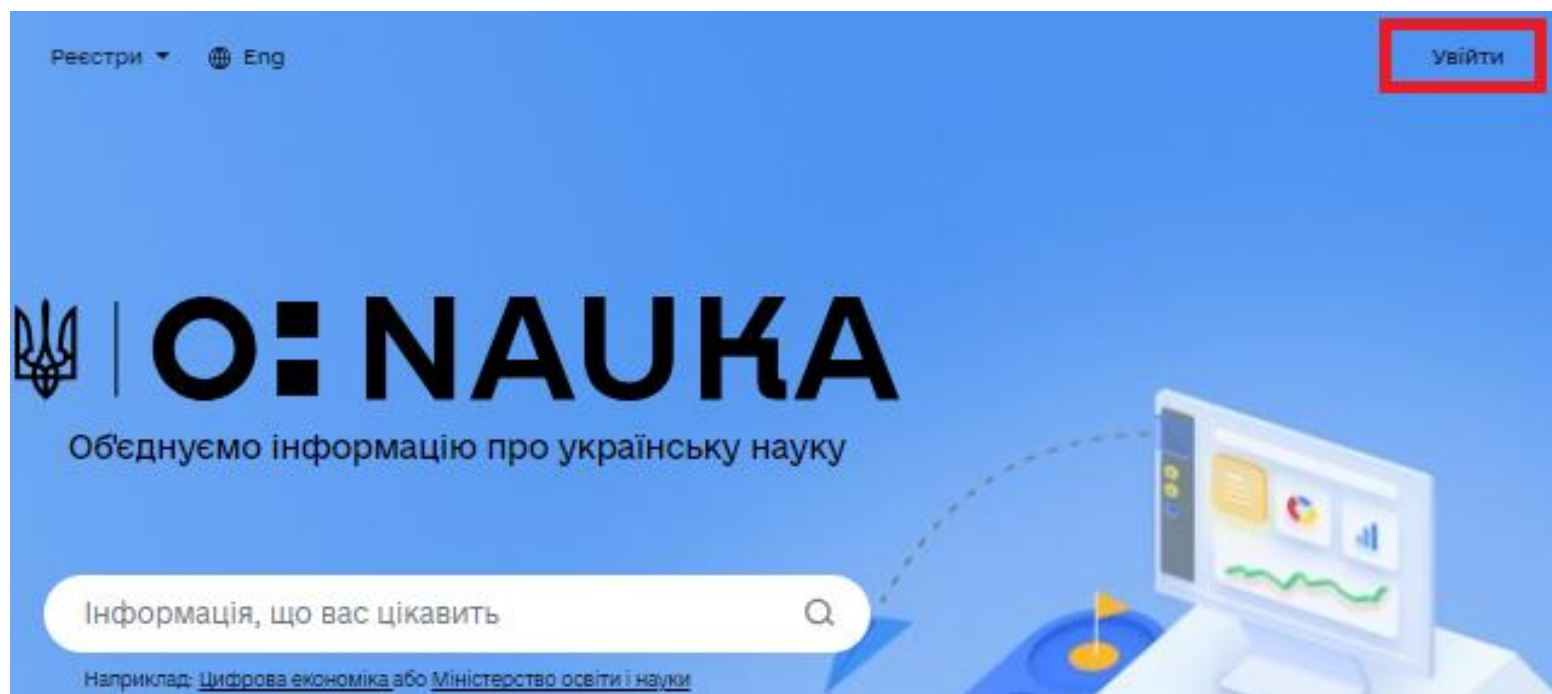 Реєстри Eng Увійти
O: NAUKA
Об'єднуємо інформацію про українську науку
Інформація, що вас цікавить
Наприклад: Цифрова економіка або Міністерство освіти і науки